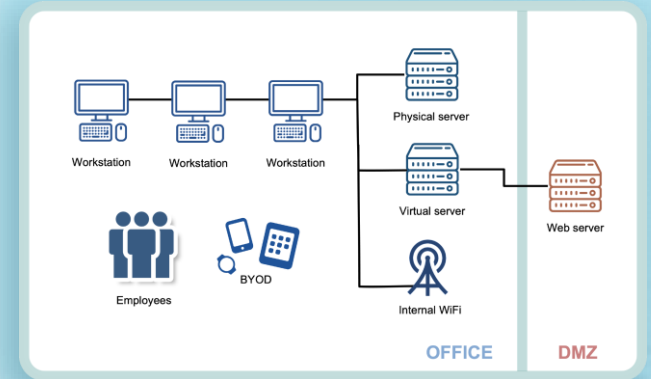 Physical server
Workstation
Workstation
Workstation
Virtual server
Web server
Employees
BYOD
Internal WiFi
OFFICE
DMZ